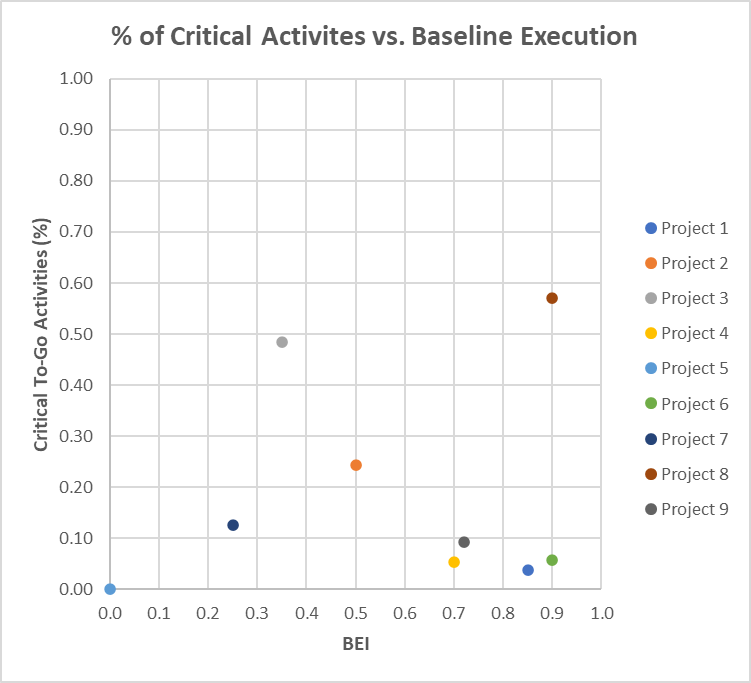 % of Critical Activites vs. Baseline Execution
Critical To-Go Activities (%)
1.00
0.90
0.80
0.70
0.60
0.50
0.40
0.30
0.20
0.10
0.00
0.0 0.1 0.2 0.3 0.4 0.5 0.6 0.7 0.8 0.9 1.0
BEI
Project 1
Project 2
Project 3
Project 4
Project 5
Project 6
Project 7
Project 8
Project 9